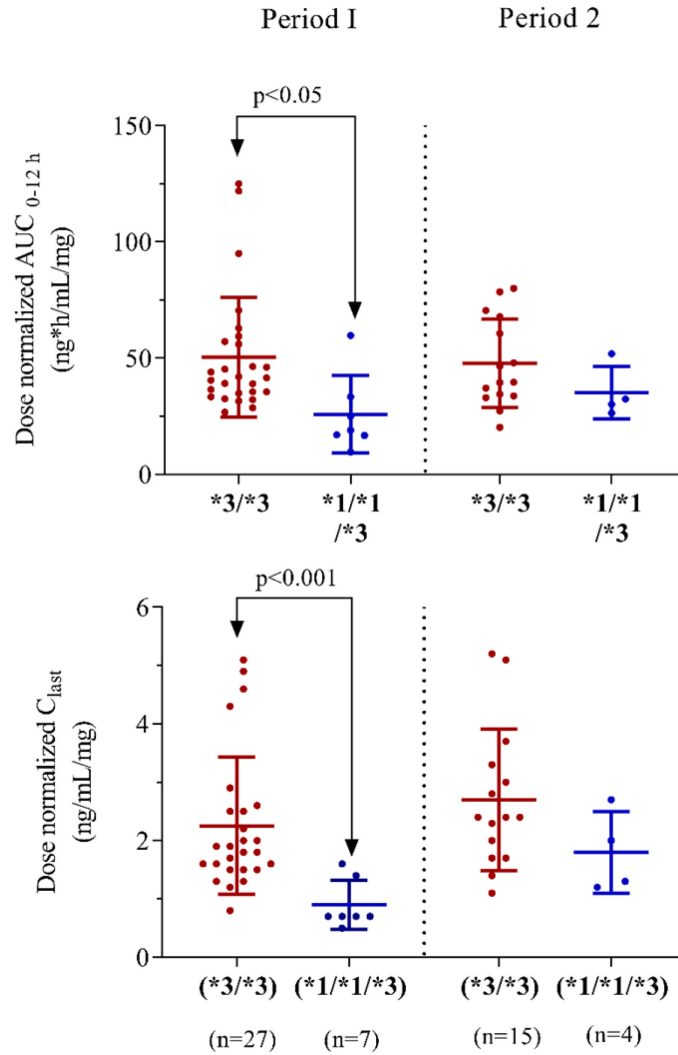 Period 1 Period 2
p<0.05
Dose normalized AUC 0-12 h
(ng*h/mL/mg)
150
100
50
0
*3/*3 *1/*1 *3/*3 *1/*1
/*3 /*3
p<0.001
Dose normalized Clast
(ng/mL/mg)
6
4
2
0
(*3/*3) (*1/*1/*3) (*3/*3) (*1/*1/*3)
(n=27) (n=7) (n=15) (n=4)